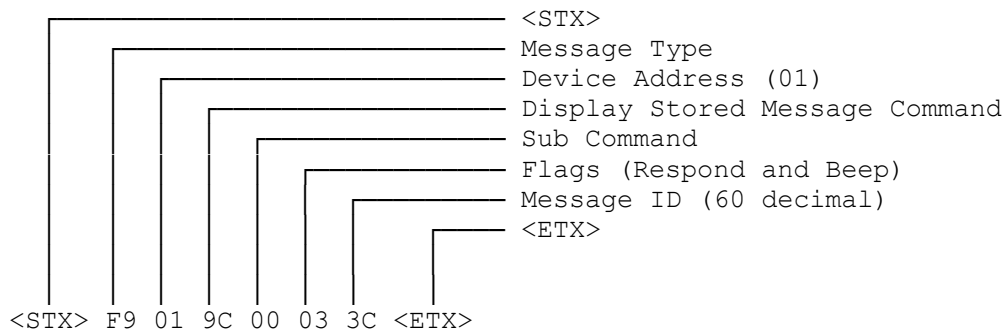 <STX>
Message Type
Device Address (01)
Display Stored Message Command
Sub Command
Flags (Respond and Beep)
Message ID (60 decimal)
<ETX>
<STX> F9 01 9C 00 03 3C <ETX>